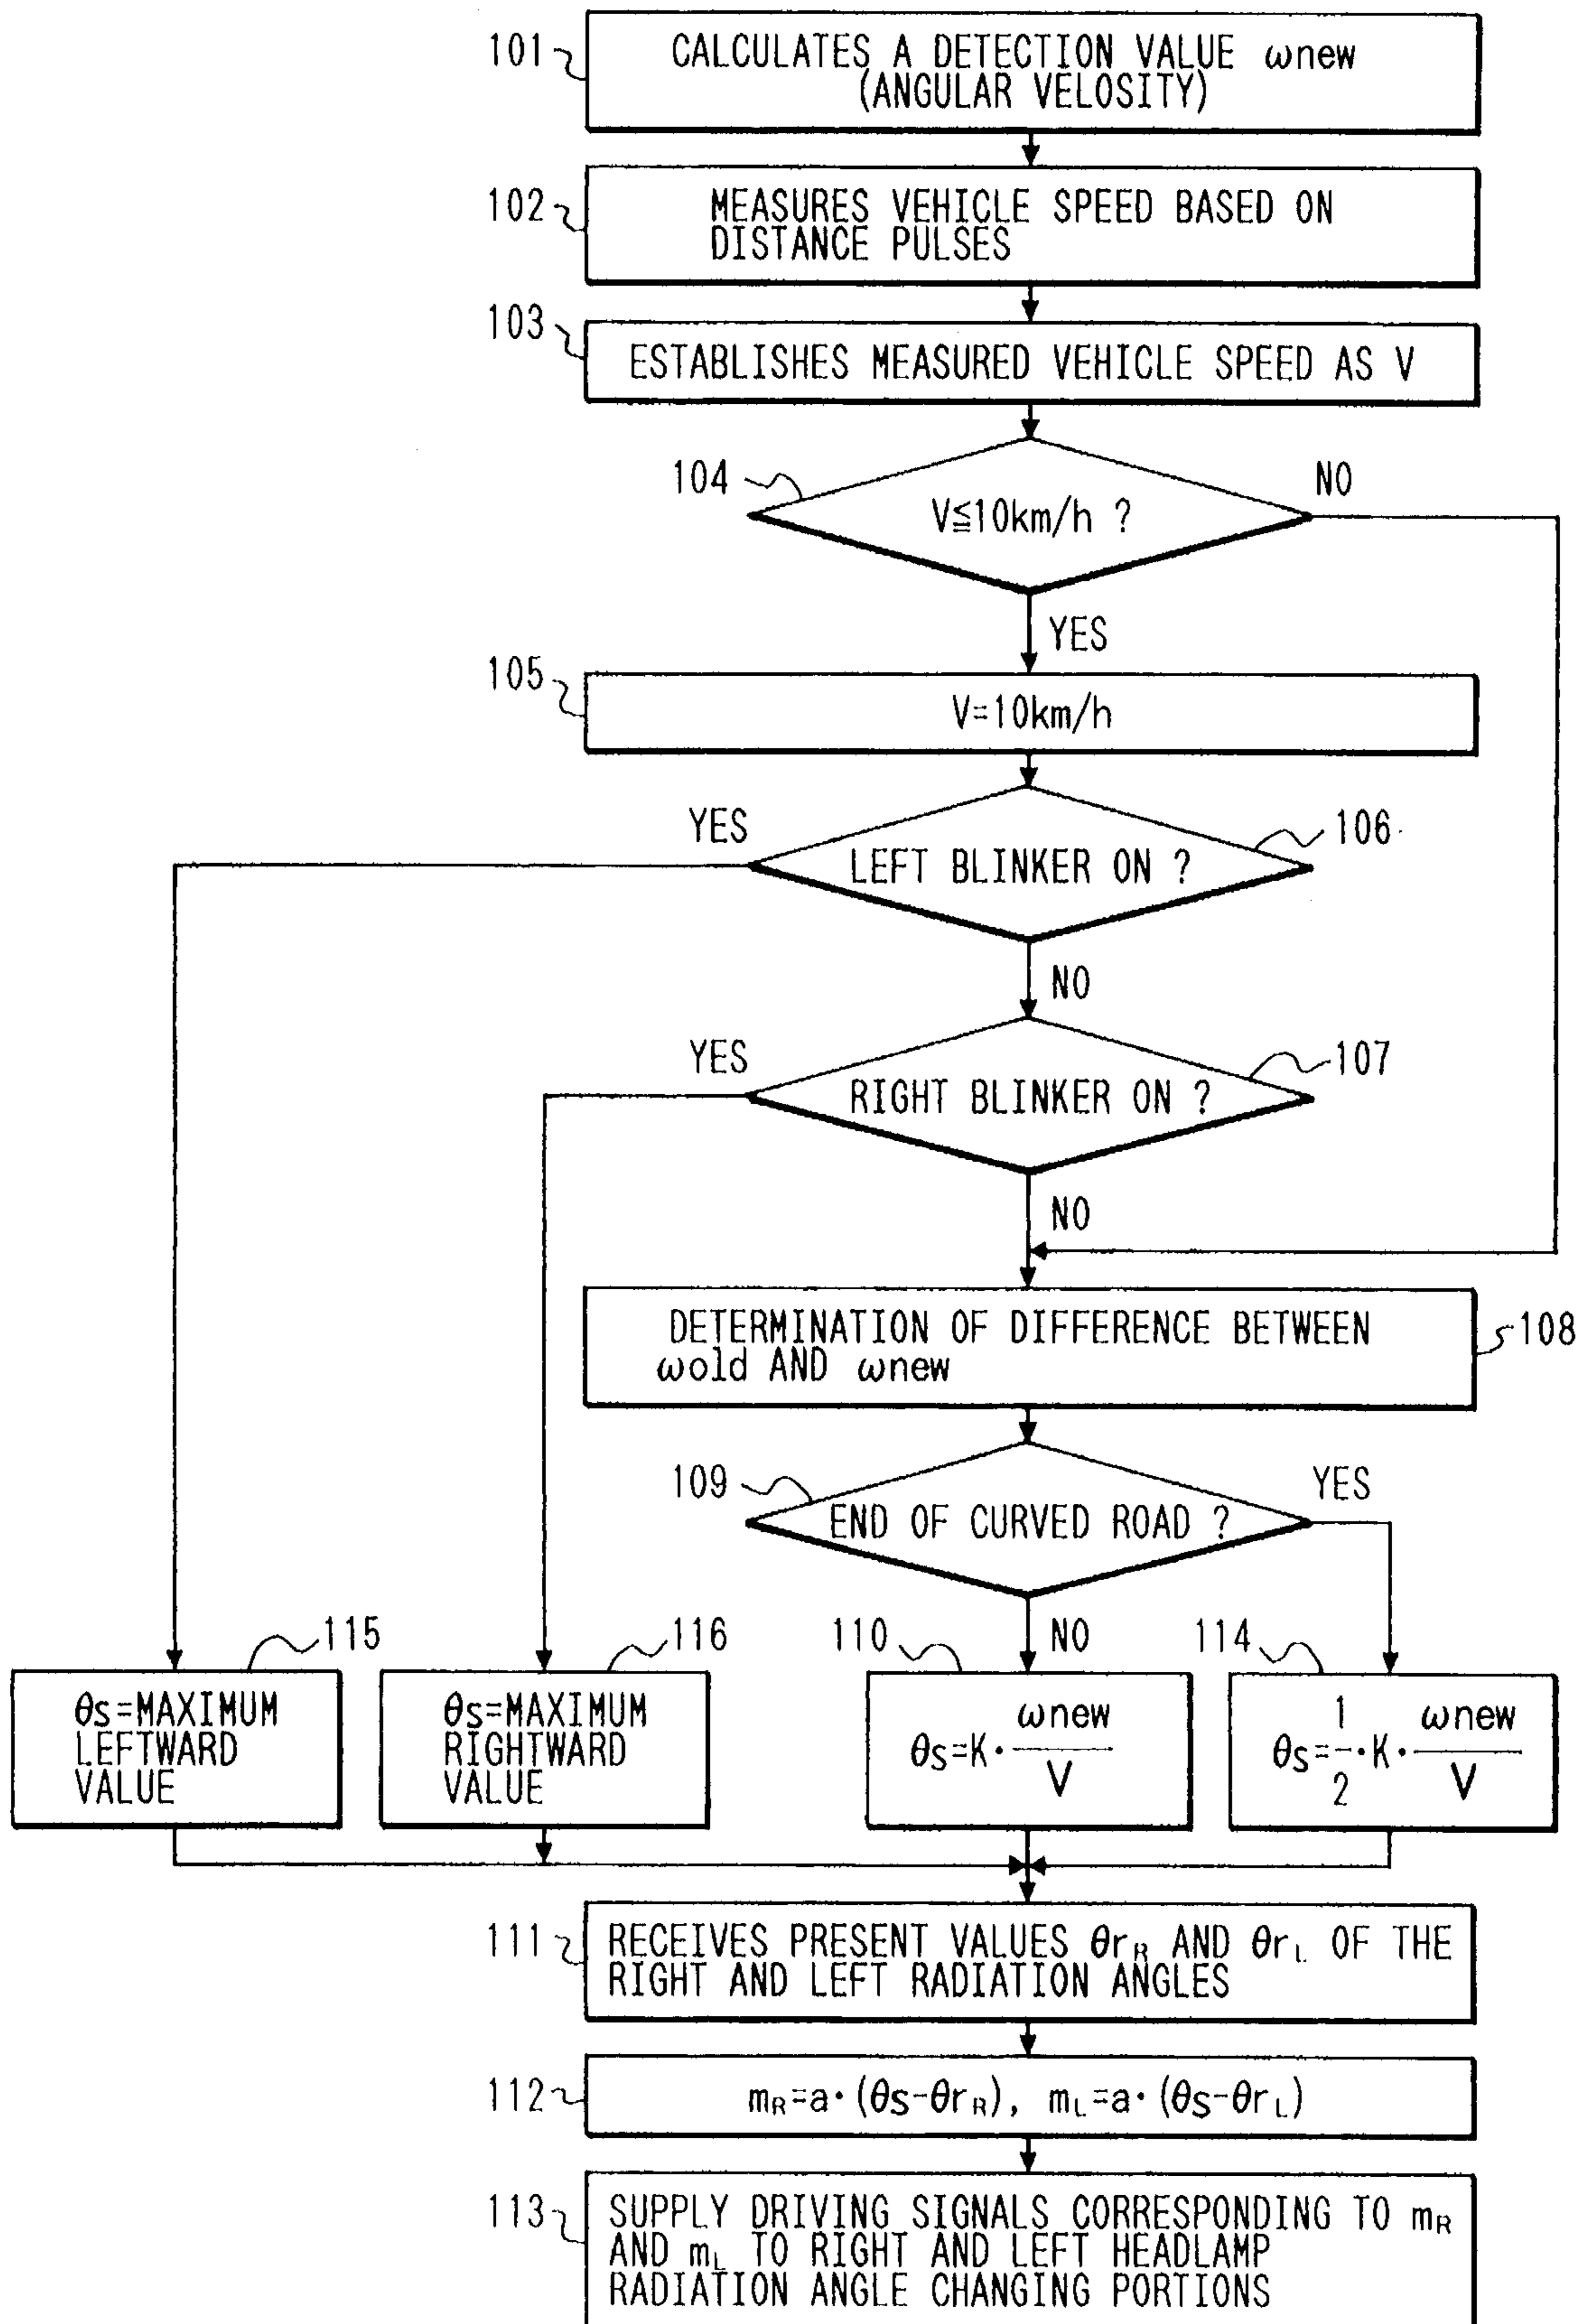 101
CALCULATES A DETECTION VALUE ωnew
(ANGULAR VELOSITY)
102
MEASURES VEHICLE SPEED BASED ON
DISTANCE PULSES
103
ESTABLISHES MEASURED VEHICLE SPEED AS V
104
V≦10km/h ?
NO
YES
105
V=10km/h
YES
LEFT BLINKER ON ?
106
NO
YES
RIGHT BLINKER ON ?
107
NO
DETERMINATION OF DIFFERENCE BETWEEN
ωold AND ωnew
108
109
END OF CURVED ROAD ?
YES
NO
115
θs=MAXIMUM
LEFTWARD
VALUE
116
θs=MAXIMUM
RIGHTWARD
VALUE
110
θs=K·ωnew/V
114
θs=1/2·K·ωnew/V
111
RECEIVES PRESENT VALUES θrR AND θrL OF THE
RIGHT AND LEFT RADIATION ANGLES
112
mR=a·(θs-θrR), mL=a·(θs-θrL)
113
SUPPLY DRIVING SIGNALS CORRESPONDING TO mR
AND mL TO RIGHT AND LEFT HEADLAMP
RADIATION ANGLE CHANGING PORTIONS